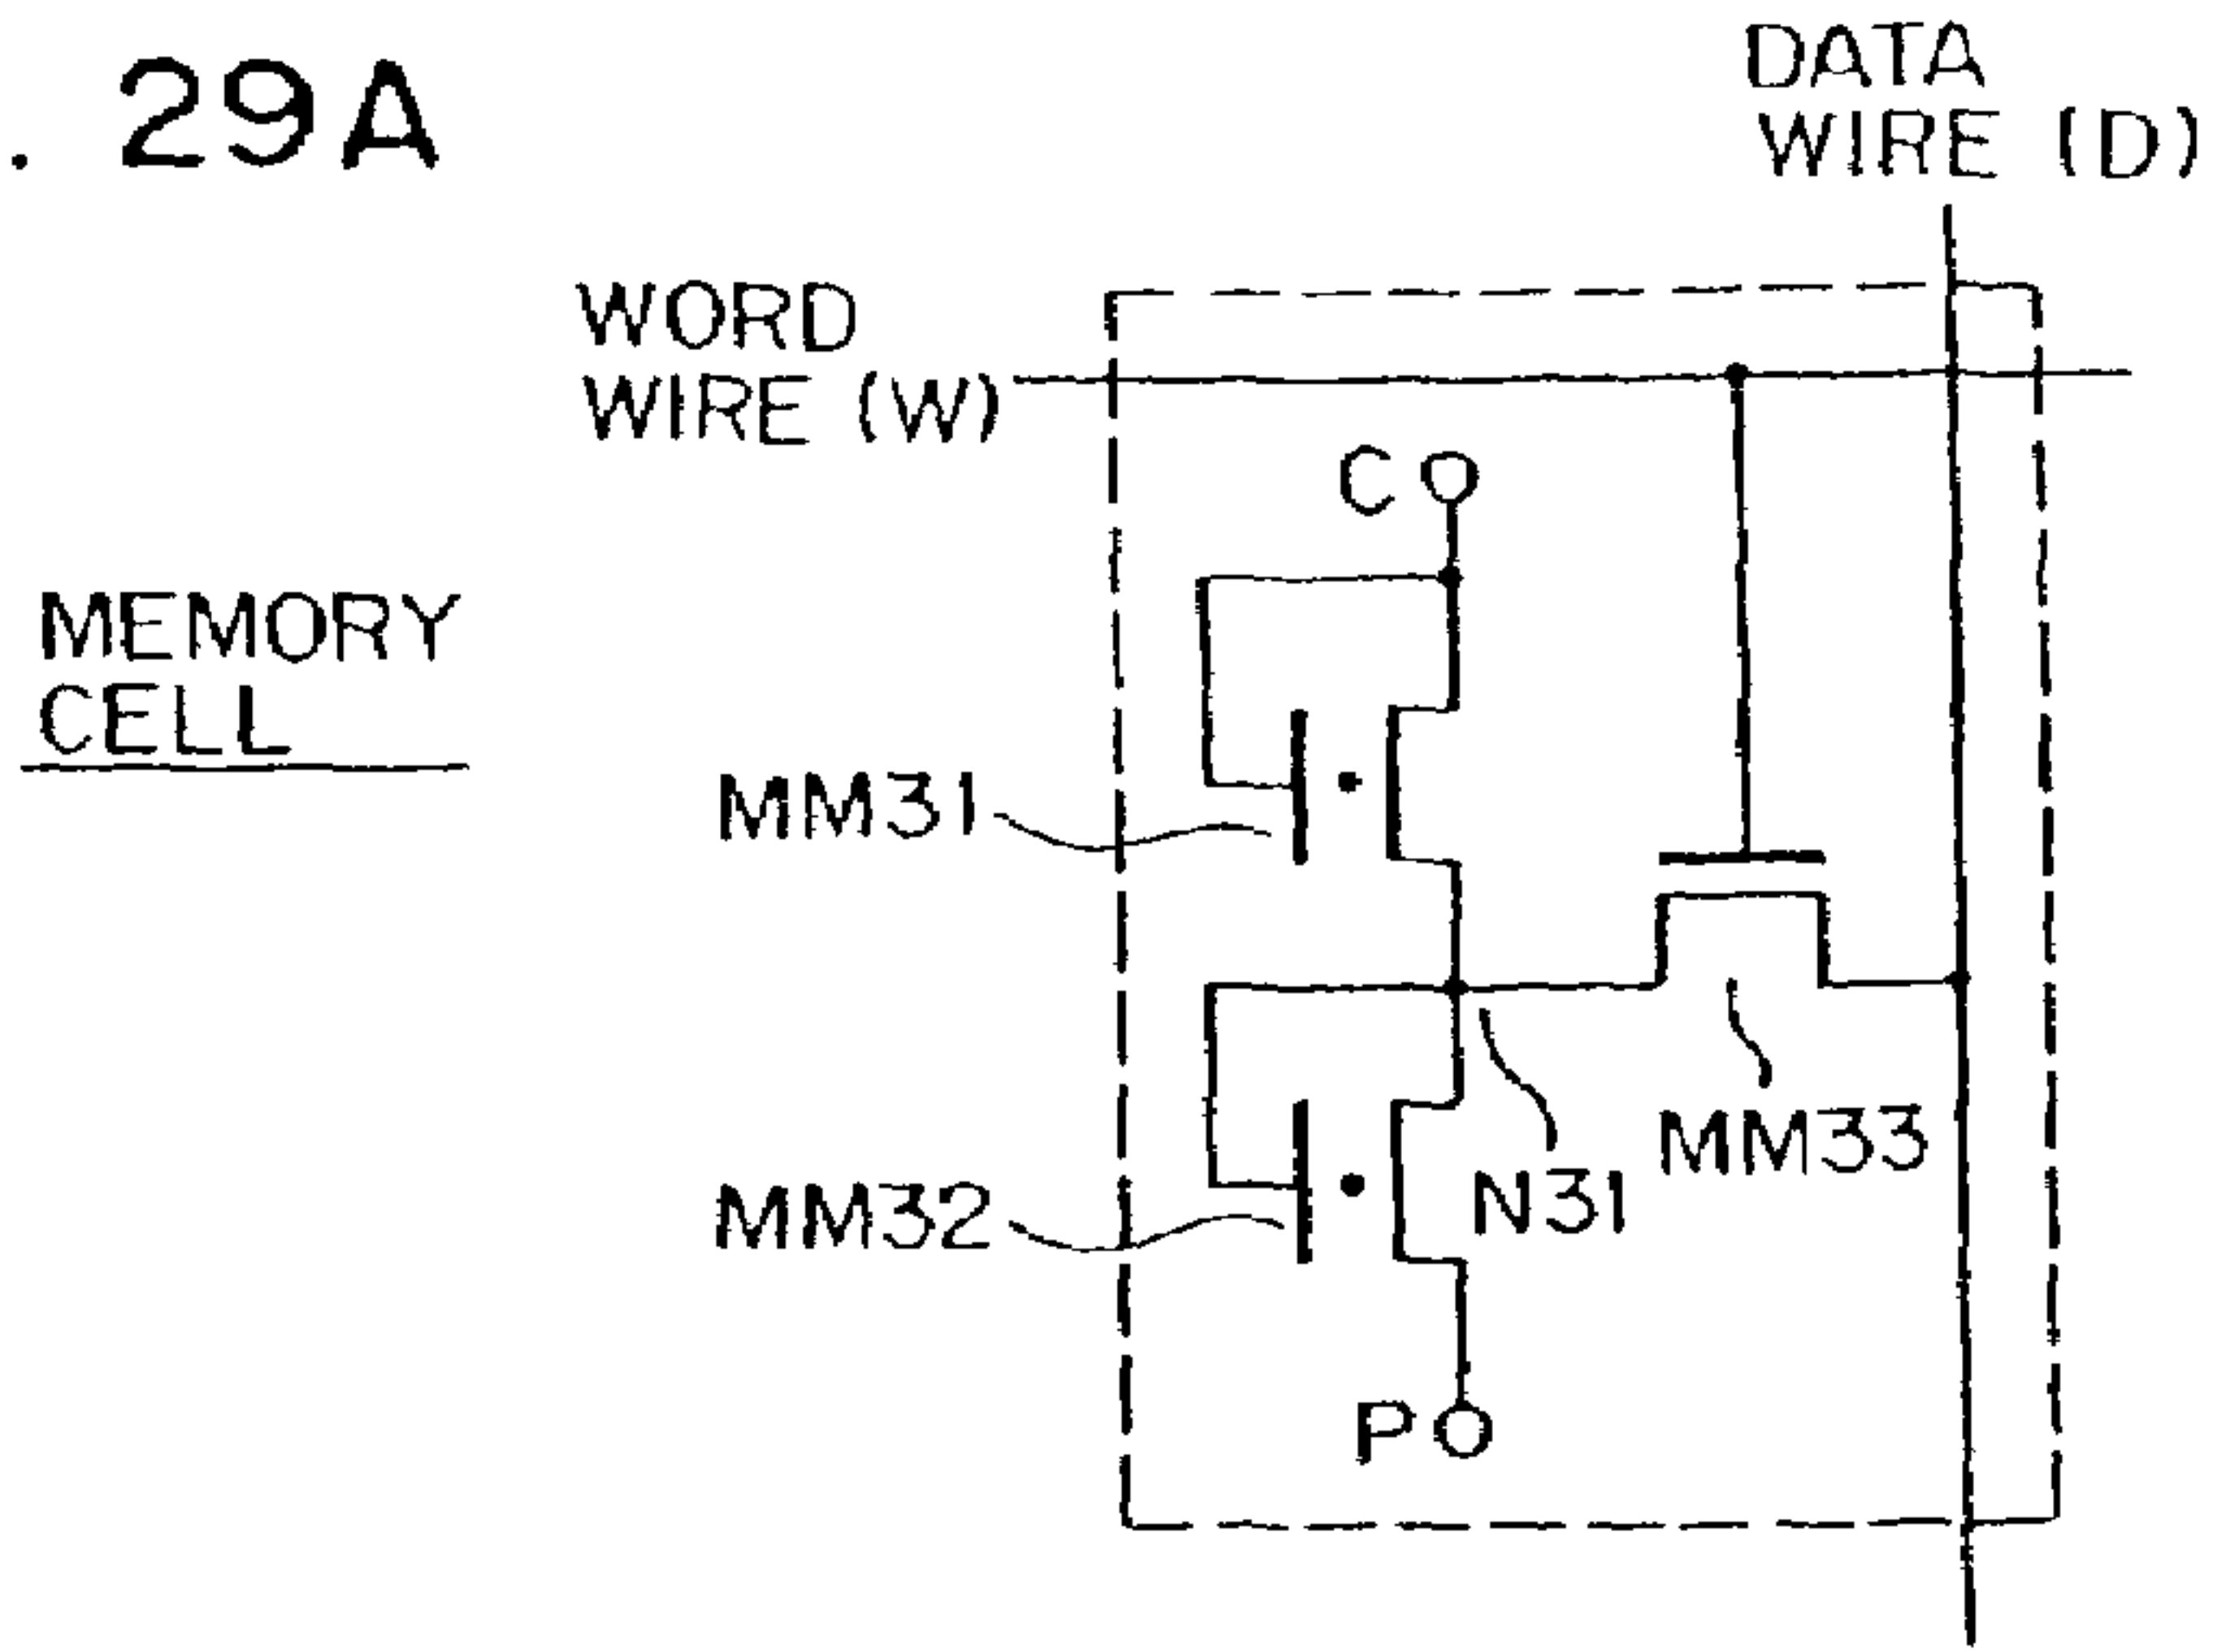 . 29A
DATA
WIRE (D)
WORD
WIRE (W)
C
MEMORY
CELL
MM31
MM33
N31
MM32
P